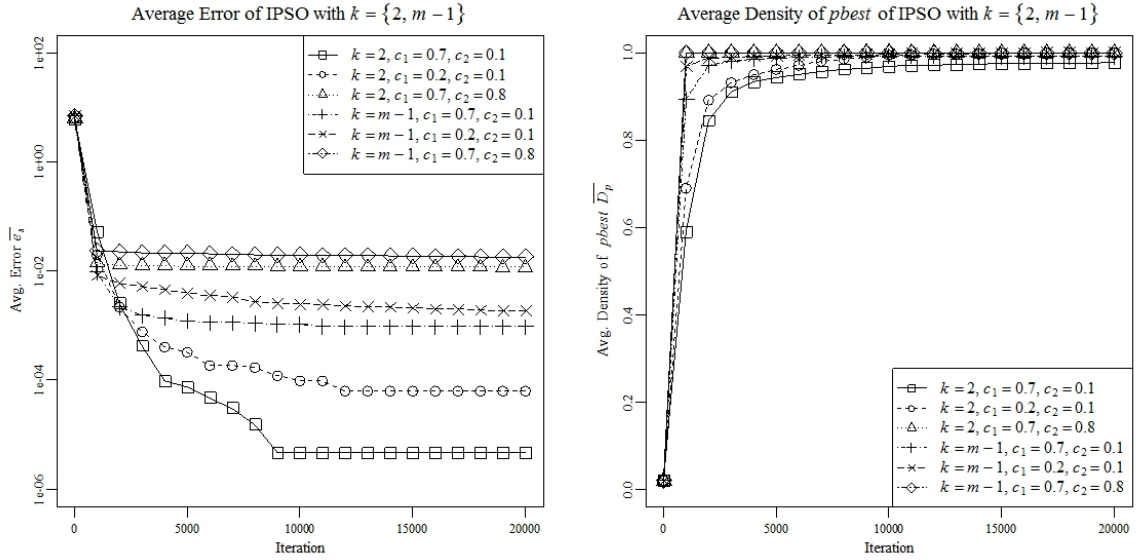 Average Error of IPSO with k = {2, m−1}
1e+02
1e+00
1e+02
1e−04
1e−06
Avg. Error e̅s̅
k = 2, c1 = 0.7, c2 = 0.1
k = 2, c1 = 0.2, c2 = 0.1
k = 2, c1 = 0.7, c2 = 0.8
k = m−1, c1 = 0.7, c2 = 0.1
k = m−1, c1 = 0.2, c2 = 0.1
k = m−1, c1 = 0.7, c2 = 0.8
0 5000 10000 15000 20000
Iteration
Average Density of pbest of IPSO with k = {2, m−1}
1.0
0.8
0.6
0.4
0.2
0.0
Avg. Density of pbest D̅p̅
k = 2, c1 = 0.7, c2 = 0.1
k = 2, c1 = 0.2, c2 = 0.1
k = 2, c1 = 0.7, c2 = 0.8
k = m−1, c1 = 0.7, c2 = 0.1
k = m−1, c1 = 0.2, c2 = 0.1
k = m−1, c1 = 0.7, c2 = 0.8
0 5000 10000 15000 20000
Iteration